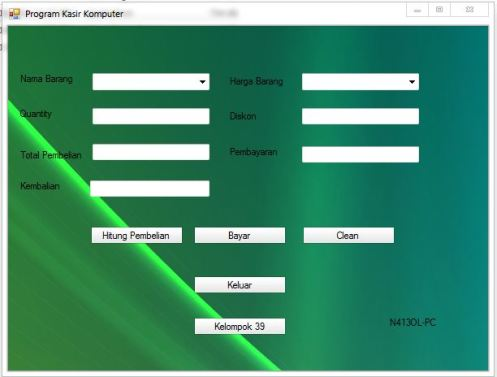 Program Kasir Komputer
Nama Barang
Harga Barang
Quantity
Diskon
Total Pembelian
Pembayaran
Kembalian
Hitung Pembelian
Bayar
Clean
Keluar
Kelompok 39
N413OL-PC